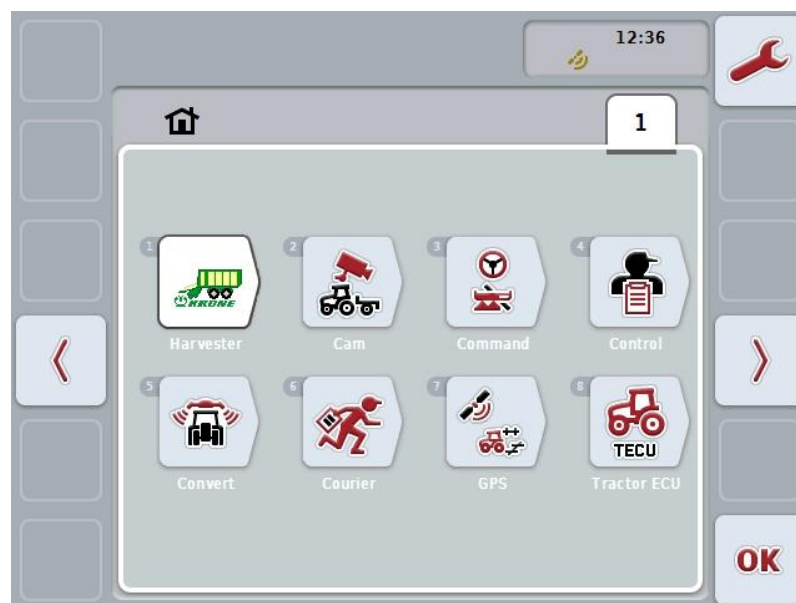 12:36
1
1 2 3 4
KRONE
Harvester Cam Command Control
5 6 7 8
TECU
Convert Courier GPS Tractor ECU
OK